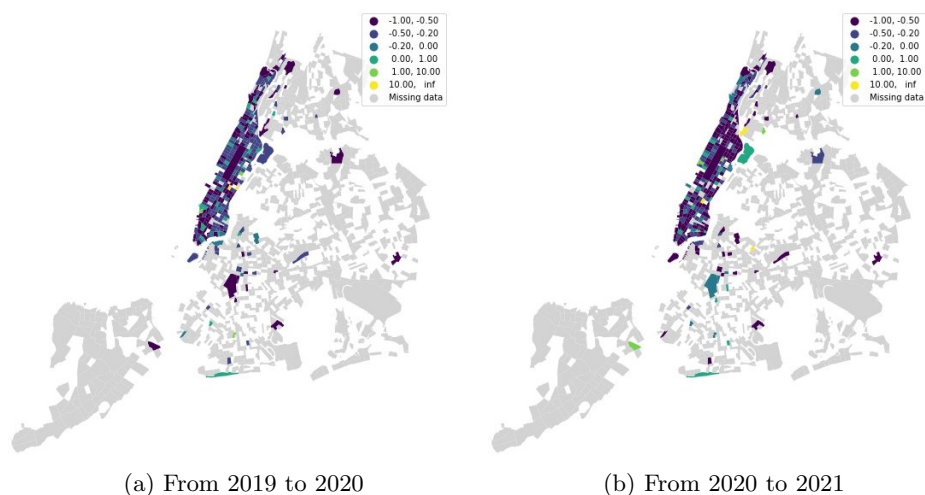 -1.00, -0.50
-0.50, -0.20
-0.20, 0.00
0.00, 1.00
1.00, 10.00
10.00, inf
Missing data
-1.00, -0.50
-0.50, -0.20
-0.20, 0.00
0.00, 1.00
1.00, 10.00
10.00, inf
Missing data
(a) From 2019 to 2020
(b) From 2020 to 2021